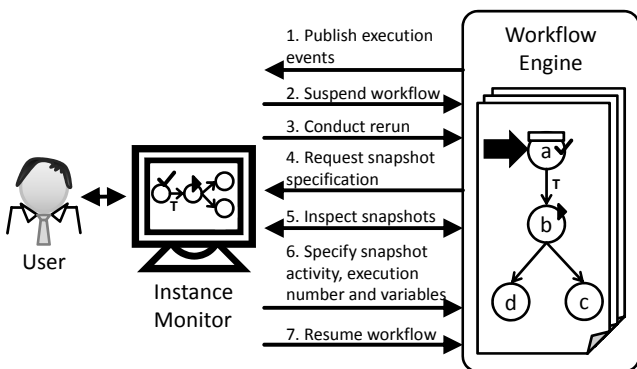 1. Publish execution
events
2. Suspend workflow
3. Conduct rerun
4. Request snapshot
specification
5. Inspect snapshots
6. Specify snapshot
activity, execution
number and variables
7. Resume workflow
User
T
Instance
Monitor
Workflow
Engine
a
T
b
d
c